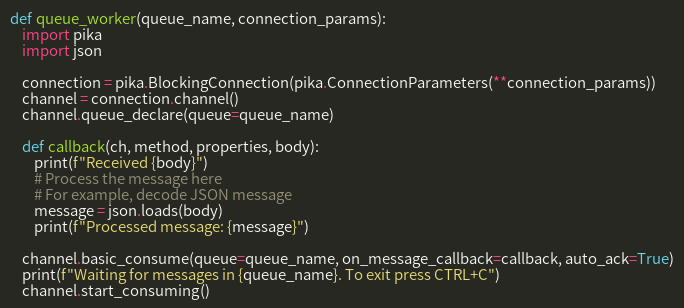 def queue_worker(queue_name, connection_params):
    import pika
    import json

    connection = pika.BlockingConnection(pika.ConnectionParameters(**connection_params))
    channel = connection.channel()
    channel.queue_declare(queue=queue_name)

    def callback(ch, method, properties, body):
        print(f"Received {body}")
        # Process the message here
        # For example, decode JSON message
        message = json.loads(body)
        print(f"Processed message: {message}")

    channel.basic_consume(queue=queue_name, on_message_callback=callback, auto_ack=True)
    print(f"Waiting for messages in {queue_name}. To exit press CTRL+C")
    channel.start_consuming()